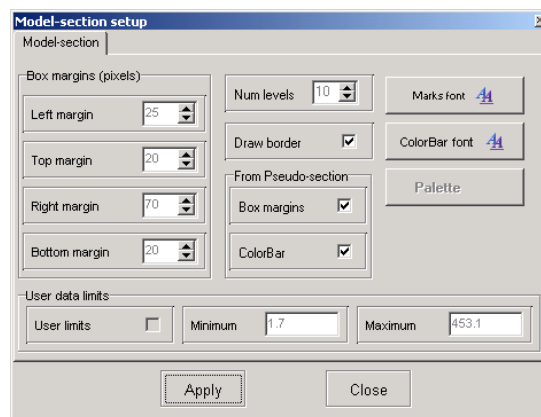 Model-section setup
Model-section
Box margins (pixels)
Left margin 25
Top margin 20
Right margin 70
Bottom margin 20
Num levels 10
Draw border
From Pseudo-section
Box margins
ColorBar
Marks font AA
ColorBar font AA
Palette
User data limits
User limits
Minimum 1.7
Maximum 453.1
Apply
Close